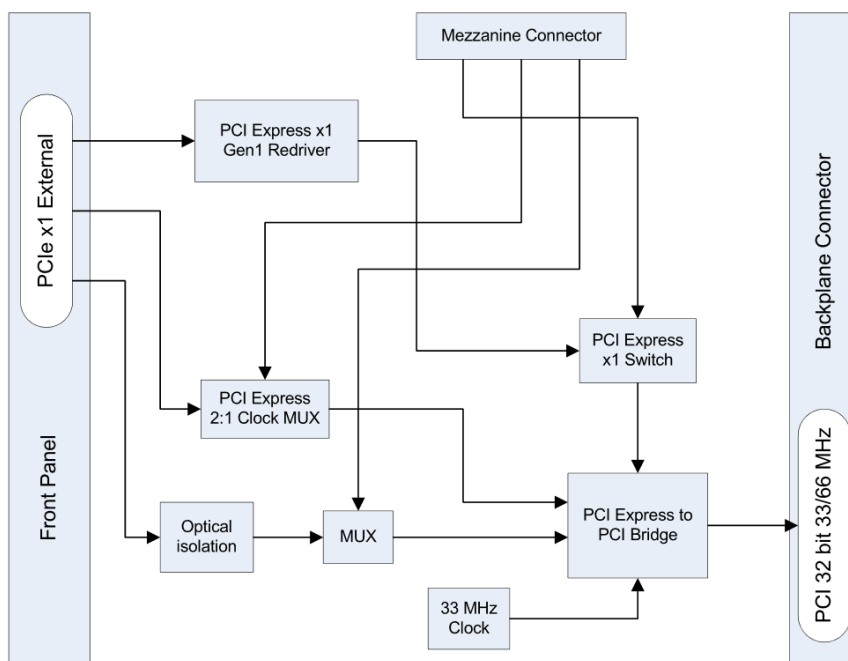 Mezzanine Connector
PCI Express x1
Gen1 Redriver
PCIe x1 External
Front Panel
PCI Express
x1 Switch
Backplane Connector
PCI Express
2:1 Clock MUX
Optical
isolation
MUX
PCI Express to
PCI Bridge
PCI 32 bit 33/66 MHz
33 MHz
Clock